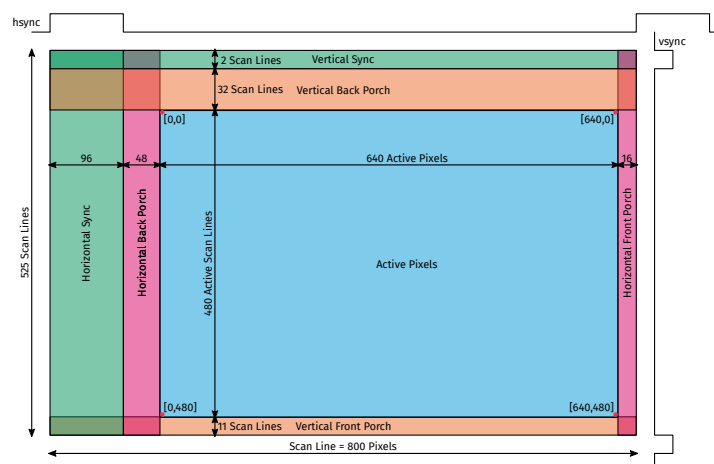 hsync
vsync
2 Scan Lines Vertical Sync
32 Scan Lines Vertical Back Porch
[0,0] [640,0]
96 48 640 Active Pixels 16
525 Scan Lines
Horizontal Sync
Horizontal Back Porch
480 Active Scan Lines
Active Pixels
Horizontal Front Porch
[0,480] [640,480]
11 Scan Lines Vertical Front Porch
Scan Line = 800 Pixels